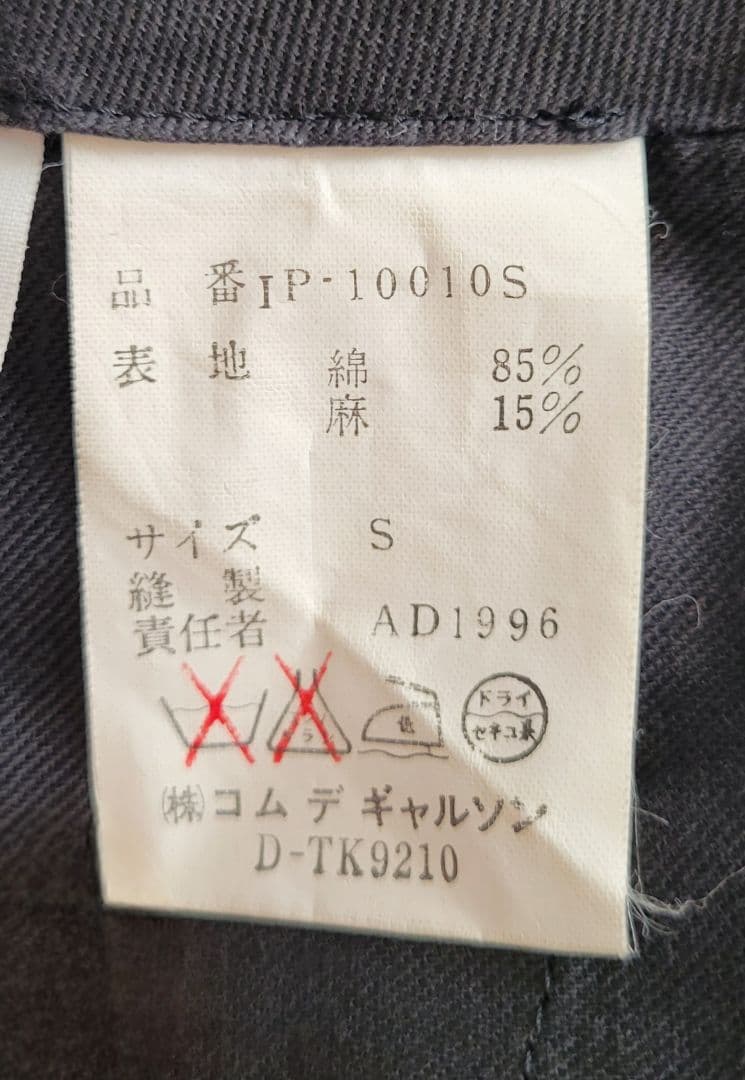 品番 IP-10010S
表地 綿 85%
麻 15%
サイズ S
縫製
責任者 AD1996
低
ドライ
セキユ系
㈱コムデギャルソン
D-TK9210